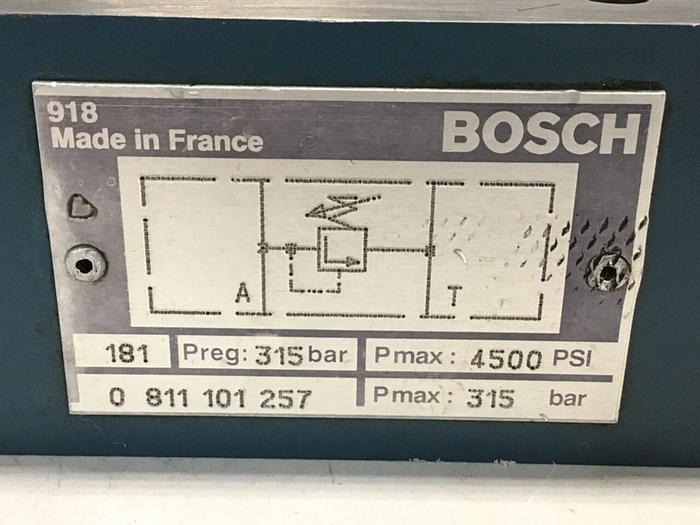 918
Made in France
BOSCH
A
T
181
Preg: 315 bar
Pmax: 4500 PSI
0 811 101 257
Pmax: 315 bar